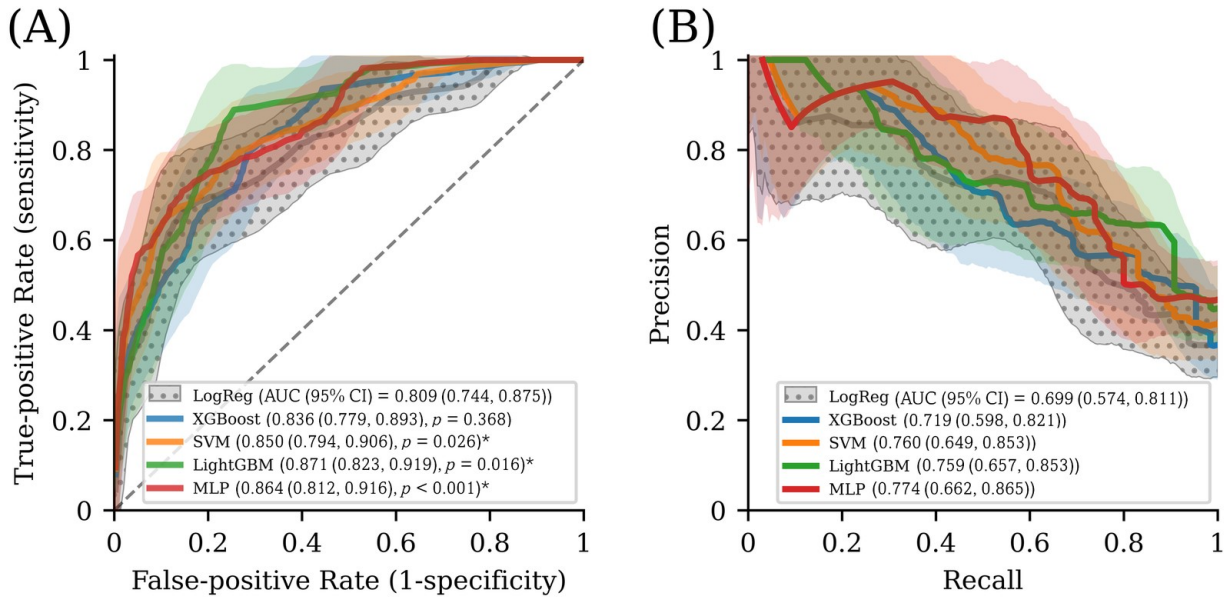 (A)
True-positive Rate (sensitivity)
1
0.8
0.6
0.4
0.2
0
LogReg (AUC (95% CI) = 0.809 (0.744, 0.875))
XGBoost (0.836 (0.779, 0.893), p = 0.368)
SVM (0.850 (0.794, 0.906), p = 0.026)*
LightGBM (0.871 (0.823, 0.919), p = 0.016)*
MLP (0.864 (0.812, 0.916), p < 0.001)*
0 0.2 0.4 0.6 0.8 1
False-positive Rate (1-specificity)
(B)
Precision
1
0.8
0.6
0.4
0.2
0
LogReg (AUC (95% CI) = 0.699 (0.574, 0.811))
XGBoost (0.719 (0.598, 0.821))
SVM (0.760 (0.649, 0.853))
LightGBM (0.759 (0.657, 0.853))
MLP (0.774 (0.662, 0.865))
0 0.2 0.4 0.6 0.8 1
Recall